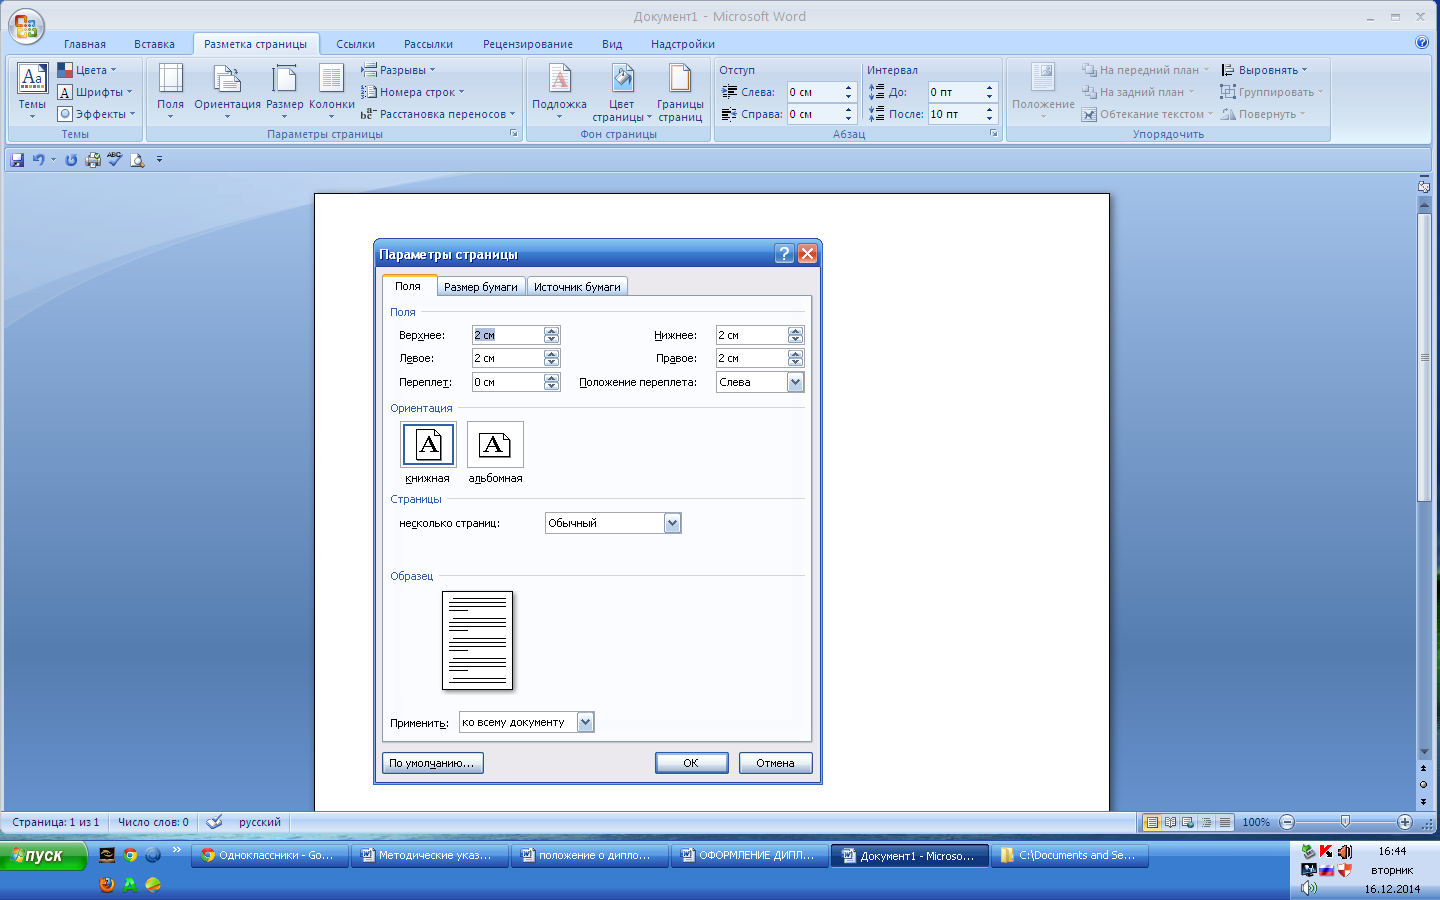 Документ1 - Microsoft Word
Главная Вставка Разметка страницы Ссылки Рассылки Рецензирование Вид Надстройки
Aa
Темы
Цвета
Шрифты
Эффекты
Темы
Поля
Ориентация
Размер
Колонки
Разрывы
Номера строк
Расстановка переносов
Параметры страницы
Подложка
Цвет страницы
Границы страниц
Фон страницы
Отступ
Слева: 0 см
Справа: 0 см
Интервал
До: 0 пт
После: 10 пт
Абзац
Положение
На передний план
На задний план
Обтекание текстом
Выровнять
Группировать
Повернуть
Упорядочить
Параметры страницы
Поля Размер бумаги Источник бумаги
Поля
Верхнее: 2 см Нижнее: 2 см
Левое: 2 см Правое: 2 см
Переплет: 0 см Положение переплета: Слева
Ориентация
A A
книжная альбомная
Страницы
несколько страниц: Обычный
Образец
Применить: ко всему документу
По умолчанию... ОК Отмена
Страница: 1 из 1 Число слов: 0 русский 100%
пуск
Одноклассники - Go...
Методические указ...
положение о дипло...
ОФОРМЛЕНИЕ ДИПЛ...
Документ1 - Microso...
C:\Documents and Se...
16:44
вторник
16.12.2014